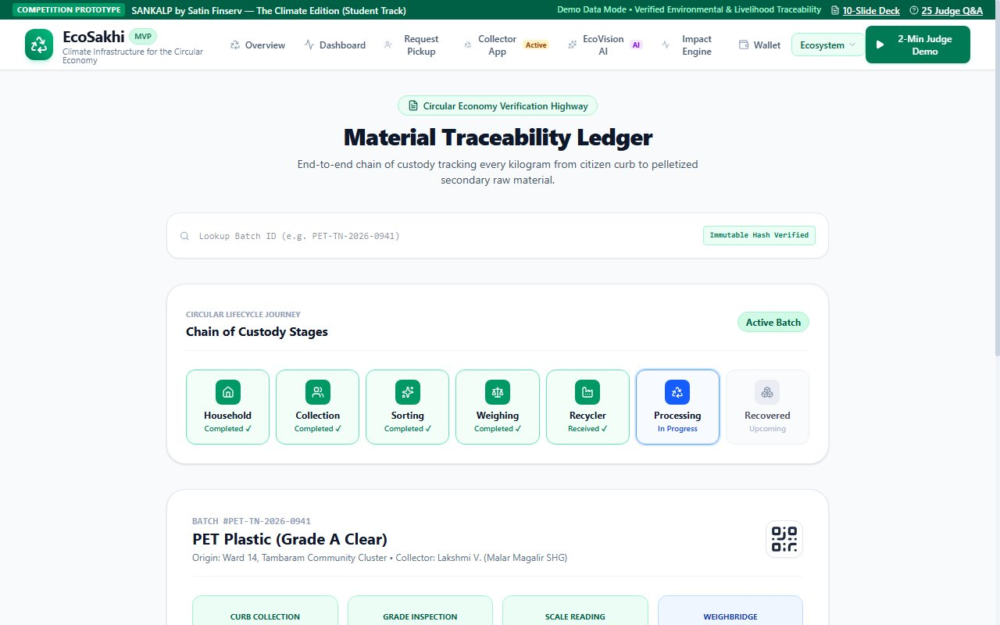 COMPETITION PROTOTYPE SANKALP by Satin Finserv — The Climate Edition (Student Track) Demo Data Mode • Verified Environmental & Livelihood Traceability 10-Slide Deck 25 Judge Q&A
EcoSakhi MVP
Climate Infrastructure for the Circular
Economy
Overview
Dashboard
Request
Pickup
Collector
App
Active
EcoVision
AI
AI
Impact
Engine
Wallet
Ecosystem
2-Min Judge
Demo
Circular Economy Verification Highway
Material Traceability Ledger
End-to-end chain of custody tracking every kilogram from citizen curb to pelletized
secondary raw material.
Lookup Batch ID (e.g. PET-TN-2026-0941) Immutable Hash Verified
CIRCULAR LIFECYCLE JOURNEY
Chain of Custody Stages
Active Batch
Household
Completed ✓
Collection
Completed ✓
Sorting
Completed ✓
Weighing
Completed ✓
Recycler
Received ✓
Processing
In Progress
Recovered
Upcoming
BATCH #PET-TN-2026-0941
PET Plastic (Grade A Clear)
Origin: Ward 14, Tambaram Community Cluster • Collector: Lakshmi V. (Malar Magalir SHG)
CURB COLLECTION GRADE INSPECTION SCALE READING WEIGHBRIDGE